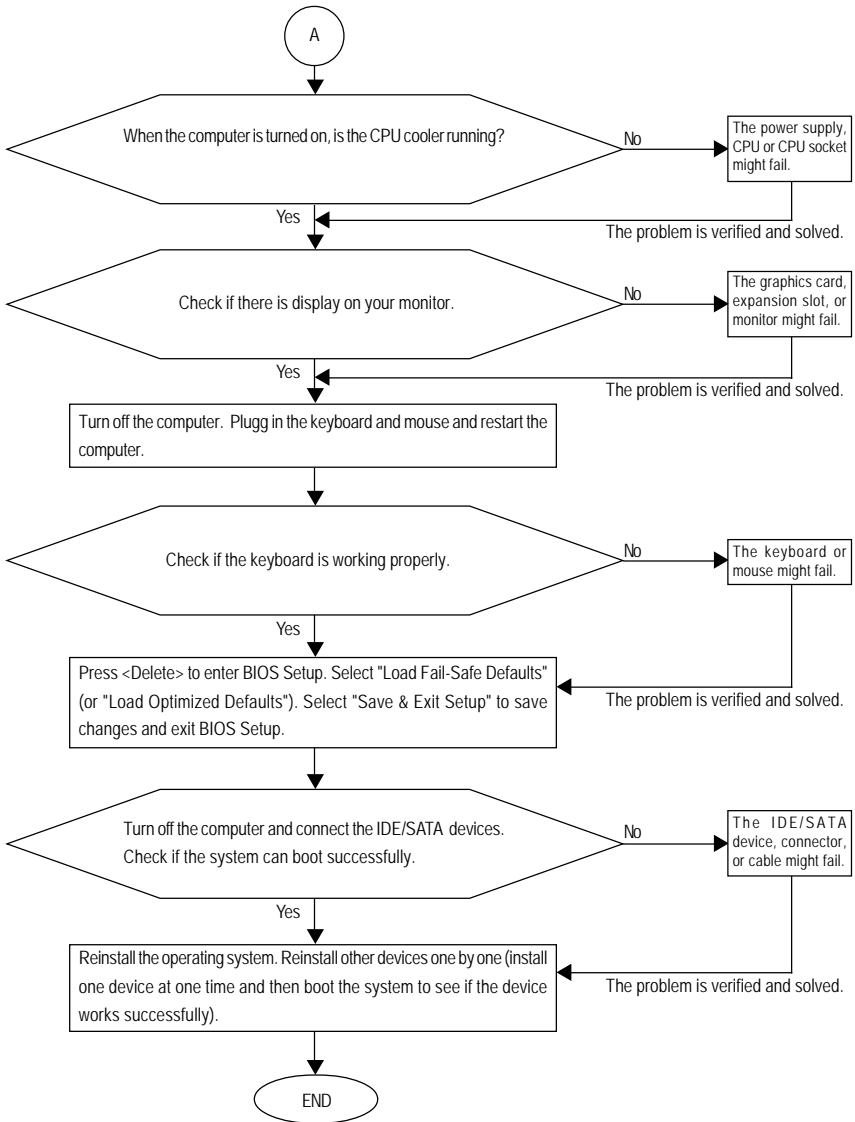 A
When the computer is turned on, is the CPU cooler running?
No
The power supply,
CPU or CPU socket
might fail.
Yes
The problem is verified and solved.
Check if there is display on your monitor.
No
The graphics card,
expansion slot, or
monitor might fail.
Yes
The problem is verified and solved.
Turn off the computer. Plugg in the keyboard and mouse and restart the
computer.
Check if the keyboard is working properly.
No
The keyboard or
mouse might fail.
Yes
Press <Delete> to enter BIOS Setup. Select "Load Fail-Safe Defaults"
(or "Load Optimized Defaults"). Select "Save & Exit Setup" to save
changes and exit BIOS Setup.
The problem is verified and solved.
Turn off the computer and connect the IDE/SATA devices.
Check if the system can boot successfully.
No
The IDE/SATA
device, connector,
or cable might fail.
Yes
Reinstall the operating system. Reinstall other devices one by one (install
one device at one time and then boot the system to see if the device
works successfully).
The problem is verified and solved.
END